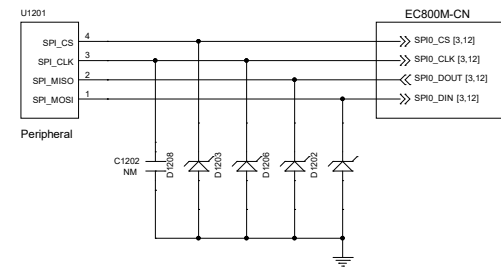 U1201
EC800M-CN
SPI_CS 4 SPI0_CS [3,12]
SPI_CLK 3 SPI0_CLK [3,12]
SPI_MISO 2 SPI0_DOUT [3,12]
SPI_MOSI 1 SPI0_DIN [3,12]
Peripheral
C1202
NM
D1208
D1203
D1206
D1202